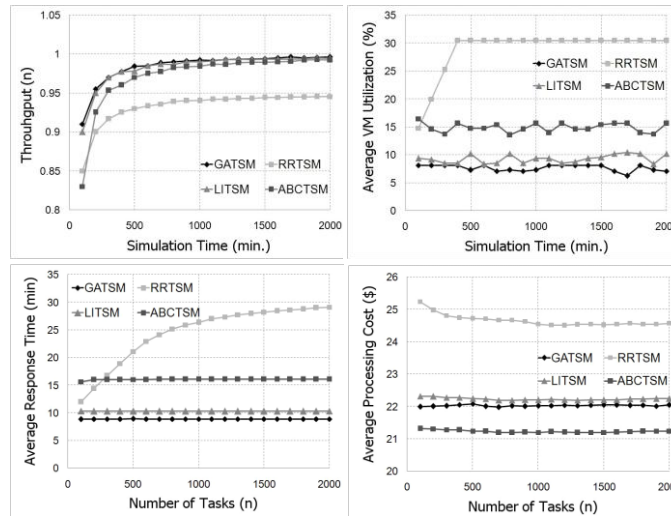 Throuhgput (n)
1.05
1
0.95
0.9
0.85
0.8
GATSM
RRTSM
LITSM
ABCTSM
0
500
1000
1500
2000
Simulation Time (min.)
Average VM Utilization (%)
35
30
25
20
15
10
5
0
GATSM
RRTSM
LITSM
ABCTSM
0
500
1000
1500
200
Simulation Time (min.)
Average Response Time (min)
35
30
25
20
15
10
5
0
GATSM
RRTSM
LITSM
ABCTSM
0
500
1000
1500
2000
Number of Tasks (n)
Average Processing Cost ($)
26
25
24
23
22
21
20
GATSM
RRTSM
LITSM
ABCTSM
0
500
1000
1500
200
Number of Tasks (n)